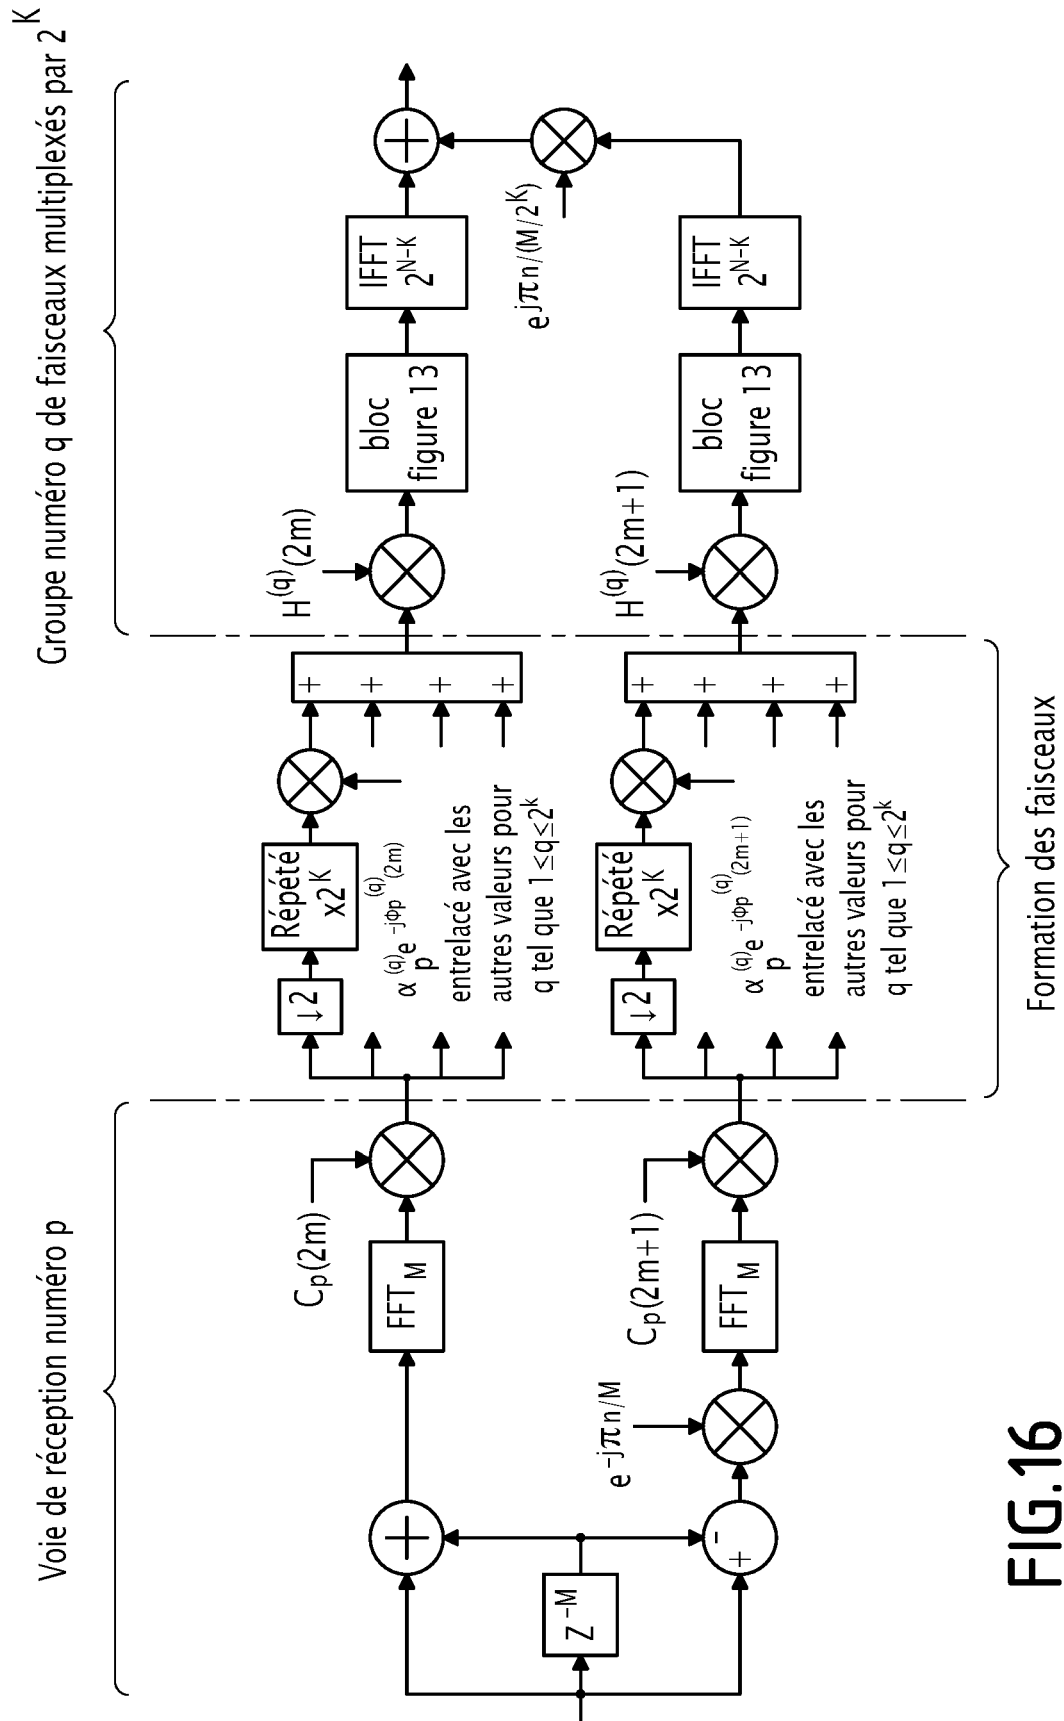 Voie de réception numéro p
Groupe numéro q de faisceaux multiplexés par 2^K
Z^-M
+
-
e^-jπn/M
FFT_M
C_p(2m)
FFT_M
C_p(2m+1)
↓2
Répété
x2^K
α_p^(q) e^-jΦp^(q)(2m)
entrelacé avec les
autres valeurs pour
q tel que 1≤q≤2^k
+
+
+
+
↓2
Répété
x2^K
α_p^(q) e^-jΦp^(q)(2m+1)
entrelacé avec les
autres valeurs pour
q tel que 1≤q≤2^k
+
+
+
+
H^(q)(2m)
bloc
figure 13
IFFT
2^N-K
e^jπn/(M/2^K)
H^(q)(2m+1)
bloc
figure 13
IFFT
2^N-K
Formation des faisceaux
FIG.16